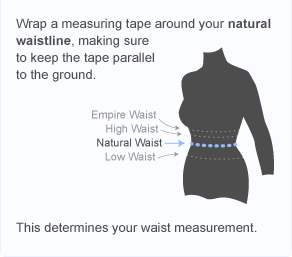 Wrap a measuring tape around your natural
waistline, making sure
to keep the tape parallel
to the ground.
Empire Waist
High Waist
Natural Waist
Low Waist
This determines your waist measurement.